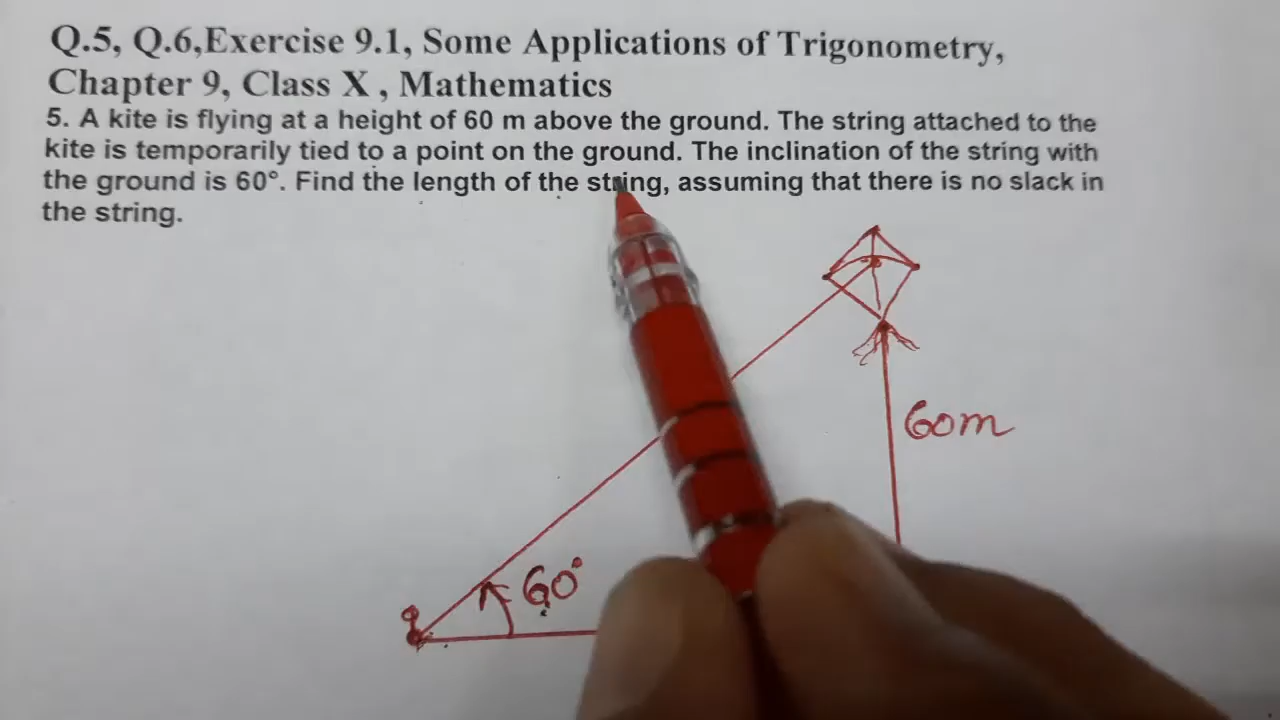 Q.5, Q.6,Exercise 9.1, Some Applications of Trigonometry,
Chapter 9, Class X , Mathematics
5. A kite is flying at a height of 60 m above the ground. The string attached to the
kite is temporarily tied to a point on the ground. The inclination of the string with
the ground is 60°. Find the length of the string, assuming that there is no slack in
the string.
60m
60°